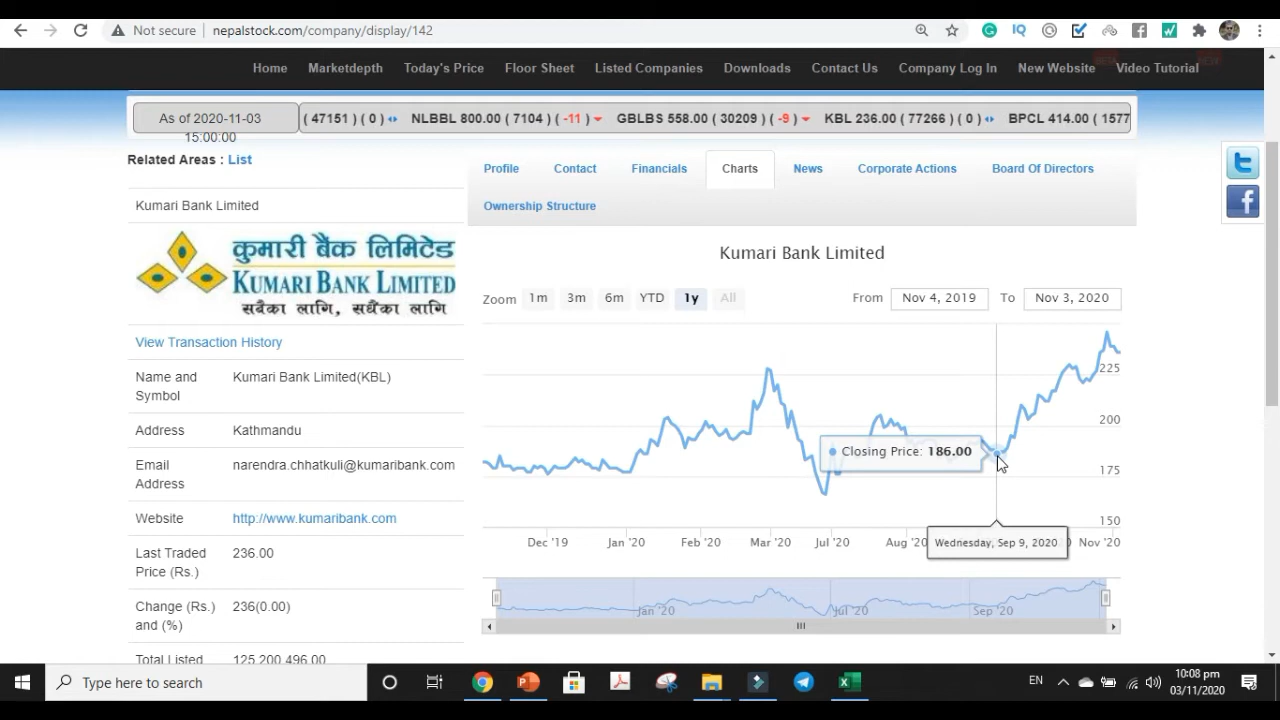 Not secure | nepalstock.com/company/display/142
Home Marketdepth Today's Price Floor Sheet Listed Companies Downloads Contact Us Company Log In New Website Video Tutorial
As of 2020-11-03
15:00:00
( 47151 ) ( 0 ) NLBBL 800.00 ( 7104 ) ( -11 ) GBLBS 558.00 ( 30209 ) ( -9 ) KBL 236.00 ( 77266 ) ( 0 ) BPCL 414.00 ( 1577
Related Areas : List
Kumari Bank Limited
कुमारी बैंक लिमिटेड
KUMARI BANK LIMITED
सबैका लागि, सधैंका लागि
View Transaction History
Name and Symbol Kumari Bank Limited(KBL)
Address Kathmandu
Email Address narendra.chhatkuli@kumaribank.com
Website http://www.kumaribank.com
Last Traded Price (Rs.) 236.00
Change (Rs.) and (%) 236(0.00)
Total Listed 125,200,496.00
Profile Contact Financials Charts News Corporate Actions Board Of Directors
Ownership Structure
Kumari Bank Limited
Zoom 1m 3m 6m YTD 1y All From Nov 4, 2019 To Nov 3, 2020
225
200
Closing Price: 186.00
175
150
Dec '19 Jan '20 Feb '20 Mar '20 Jul '20 Aug '20 Wednesday, Sep 9, 2020 Nov '20
Jan '20 Jul '20 Sep '20
Type here to search
EN
10:08 pm
03/11/2020